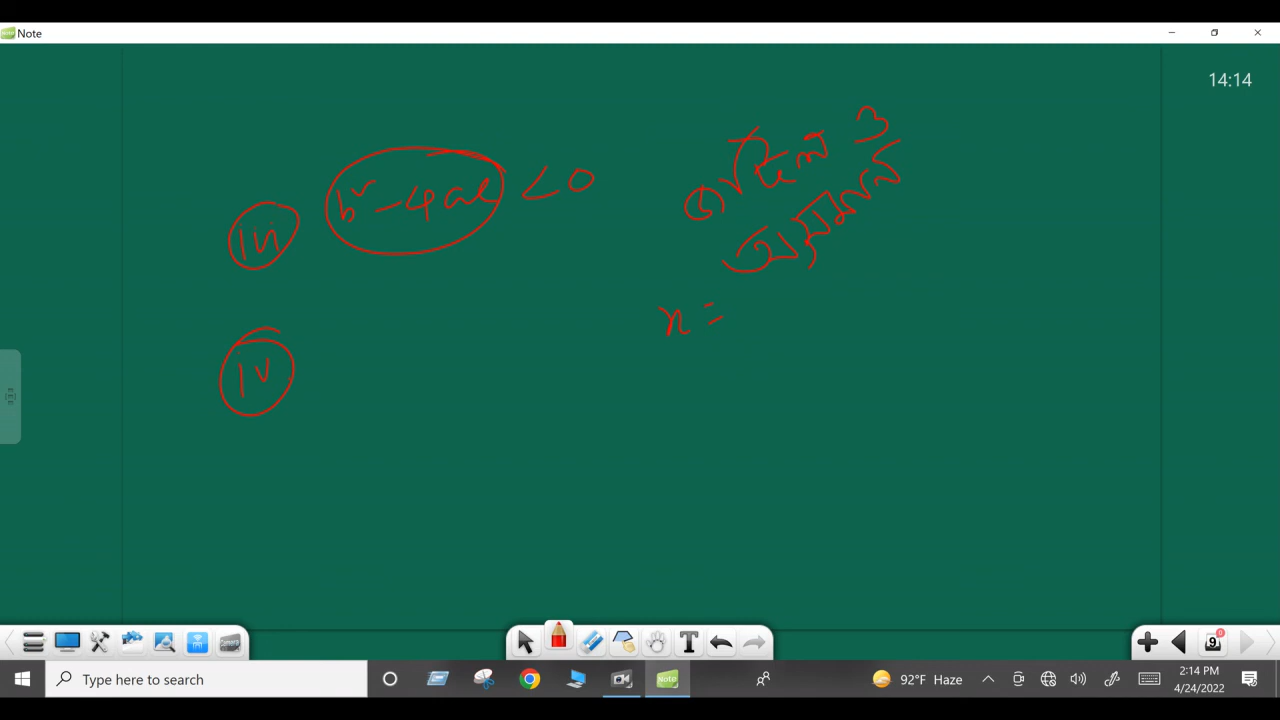 Note
14:14
iii b² - 4ac < 0
x =
iv
Type here to search
92°F Haze
2:14 PM
4/24/2022